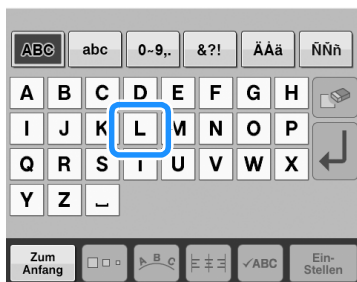 ABC abc 0~9,. &?! ÄÅä ÑÑñ
A B C D E F G H
I J K L M N O P
Q R S T U V W X
Y Z ⌴
Zum Anfang A B C ✓ABC Ein-Stellen